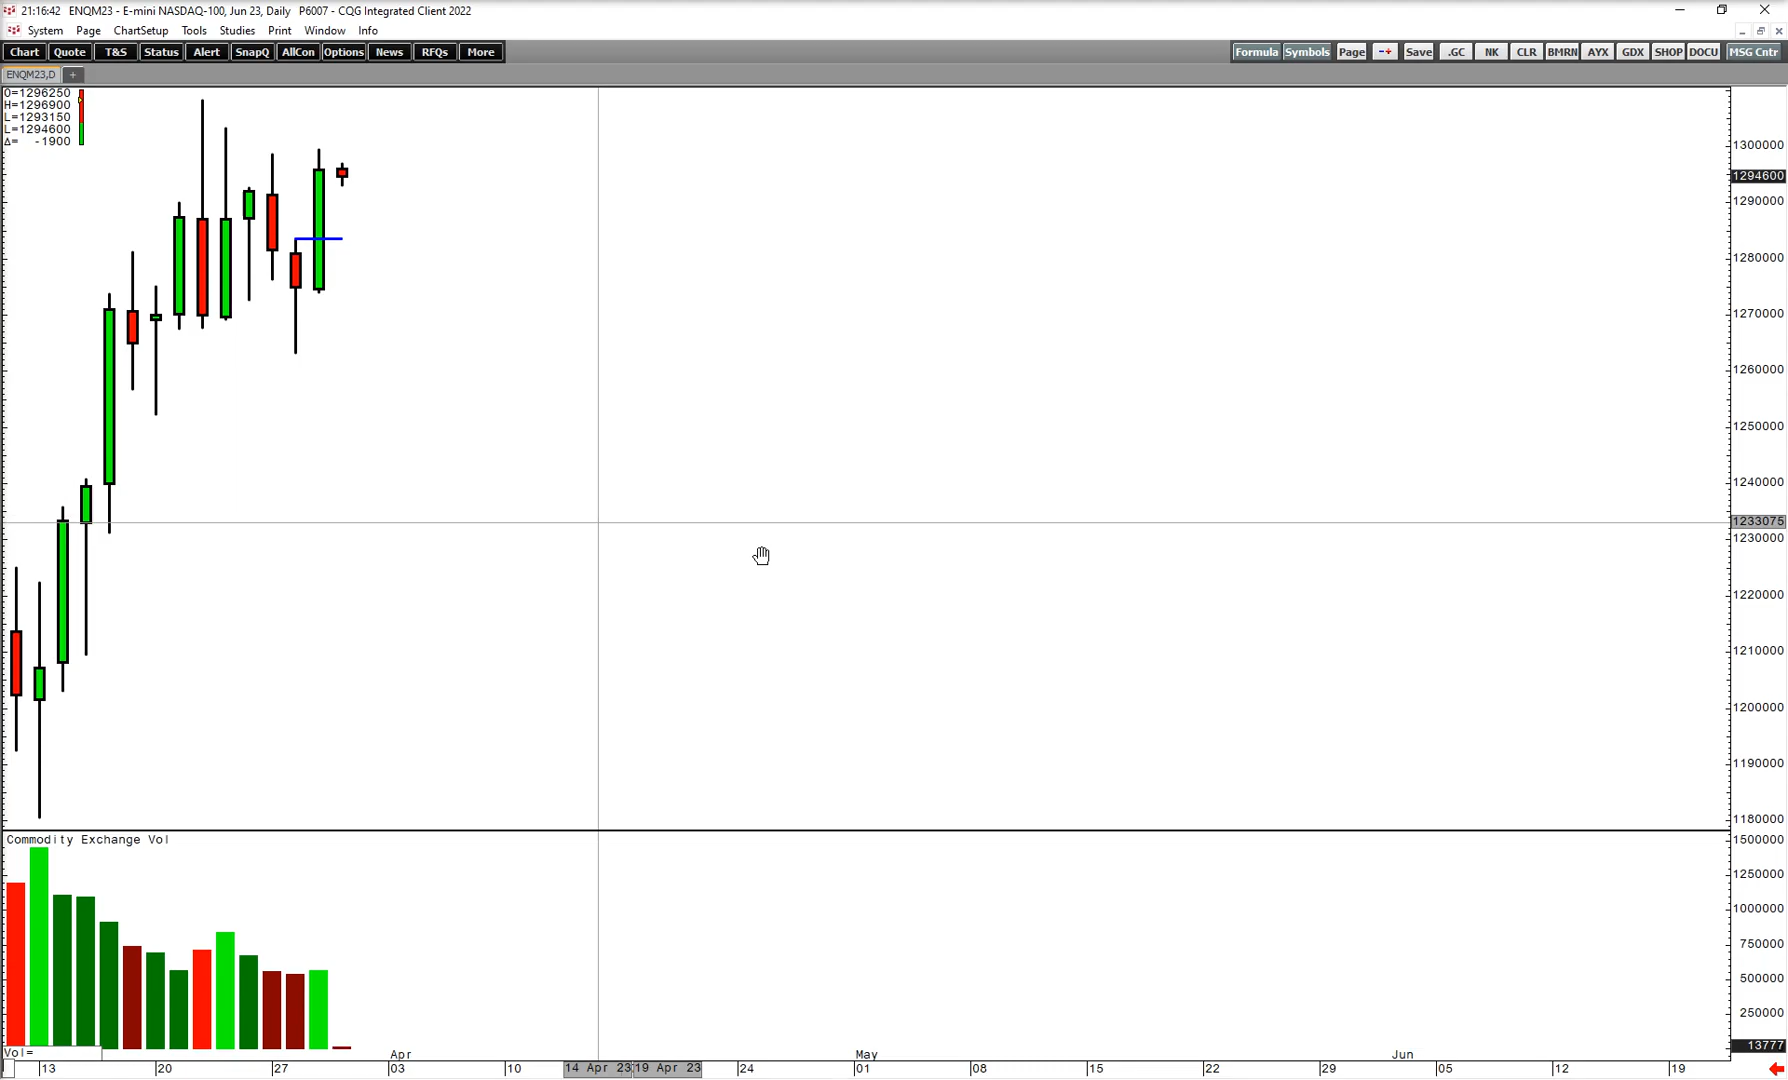 21:16:42 ENQM23 - E-mini NASDAQ-100, Jun 23, Daily P6007 - CQG Integrated Client 2022
System Page ChartSetup Tools Studies Print Window Info
Chart Quote T&S Status Alert SnapQ AllCon Options News RFQs More Formula Symbols Page -+ Save .GC NK CLR BMRN AYX GDX SHOP DOCU MSG Cntr
ENQM23,D +
O=1296250
H=1296900
L=1293150
L=1294600
Δ= -1900
1300000
1294600
1290000
1280000
1270000
1260000
1250000
1240000
1233075
1230000
1220000
1210000
1200000
1190000
1180000
Commodity Exchange Vol
1500000
1250000
1000000
750000
500000
250000
13777
Vol=
Apr May Jun
13 20 27 03 10 14 Apr 23 19 Apr 23 24 01 08 15 22 29 05 12 19